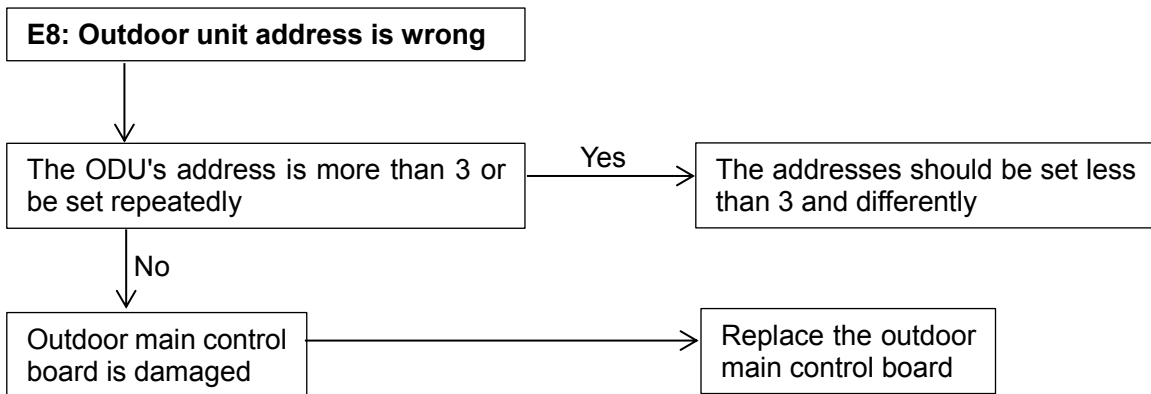 E8: Outdoor unit address is wrong
The ODU's address is more than 3 or
be set repeatedly
Yes
The addresses should be set less
than 3 and differently
No
Outdoor main control
board is damaged
Replace the outdoor
main control board